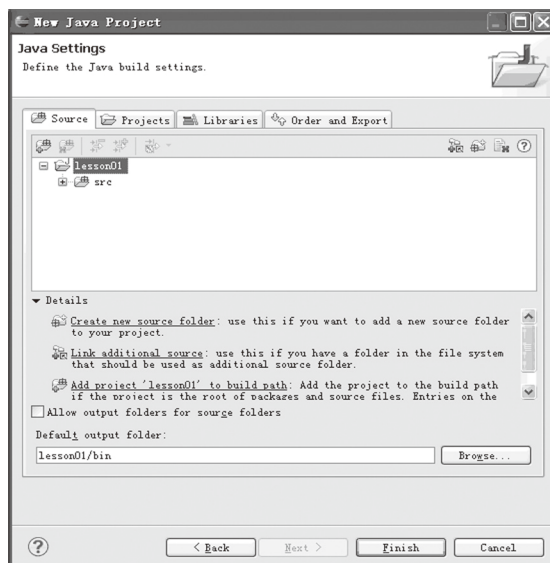 New Java Project
Java Settings
Define the Java build settings.
Source Projects Libraries Order and Export
lesson01
src
Details
Create new source folder: use this if you want to add a new source folder
to your project.
Link additional source: use this if you have a folder in the file system
that should be used as additional source folder.
Add project 'lesson01' to build path: Add the project to the build path
if the project is the root of packages and source files. Entries on the
Allow output folders for source folders
Default output folder:
lesson01/bin
Browse...
< Back Next > Finish Cancel